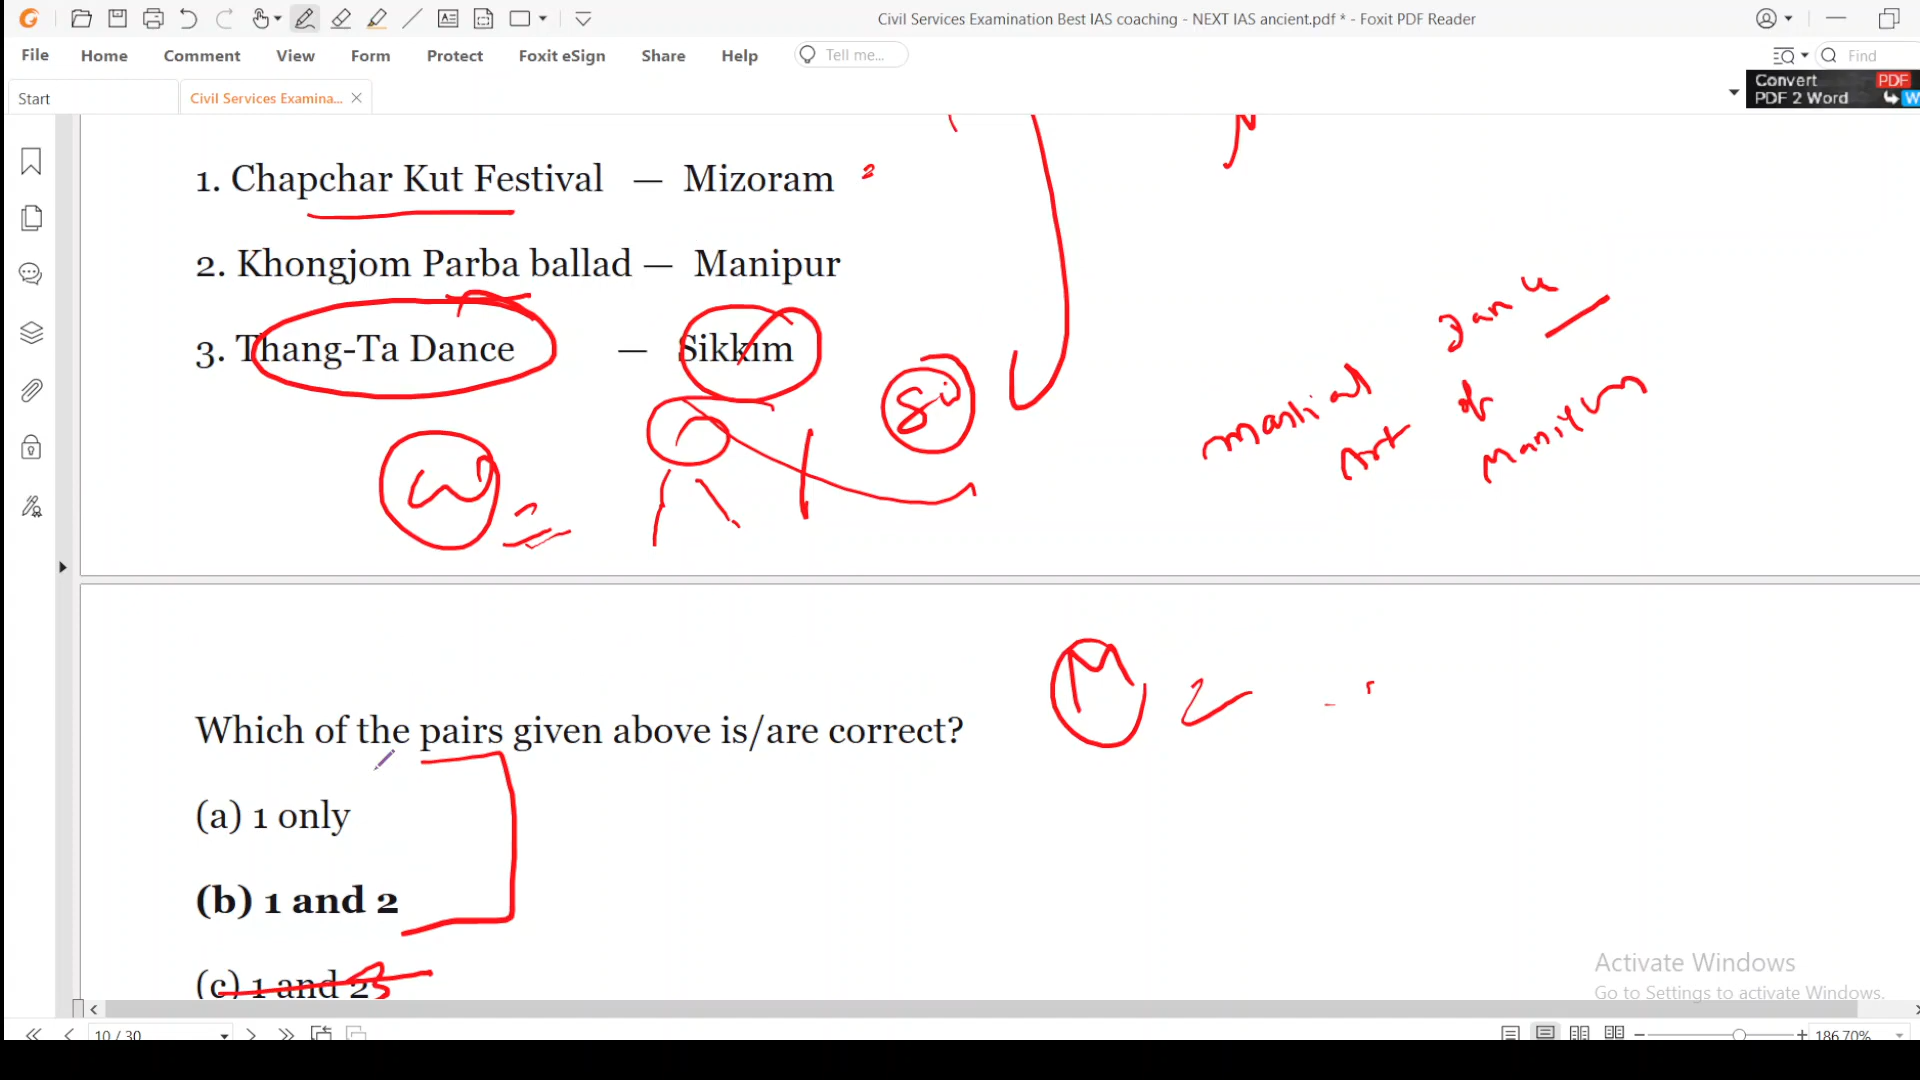 Civil Services Examination Best IAS coaching - NEXT IAS ancient.pdf * - Foxit PDF Reader
File Home Comment View Form Protect Foxit eSign Share Help Tell me... Find
Start Civil Services Examina... Convert PDF
PDF 2 Word W
1. Chapchar Kut Festival — Mizoram
2. Khongjom Parba ballad — Manipur
3. Thang-Ta Dance — Sikkim
Martial Art
of
M
Which of the pairs given above is/are correct?
(a) 1 only
(b) 1 and 2
(c) 1 and 23
Activate Windows
Go to Settings to activate Windows.
10 / 30 186.70%